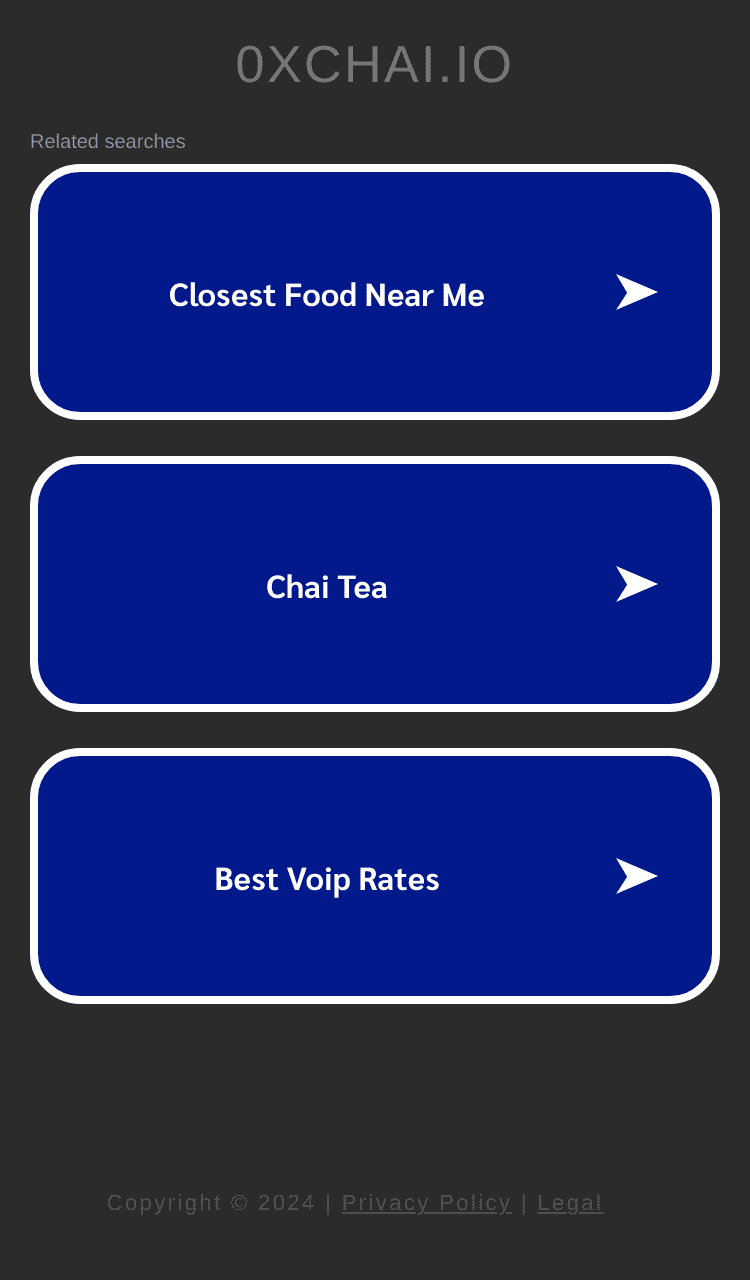 0XCHAI.IO
Related searches
Closest Food Near Me
Chai Tea
Best Voip Rates
Copyright © 2024 | Privacy Policy | Legal